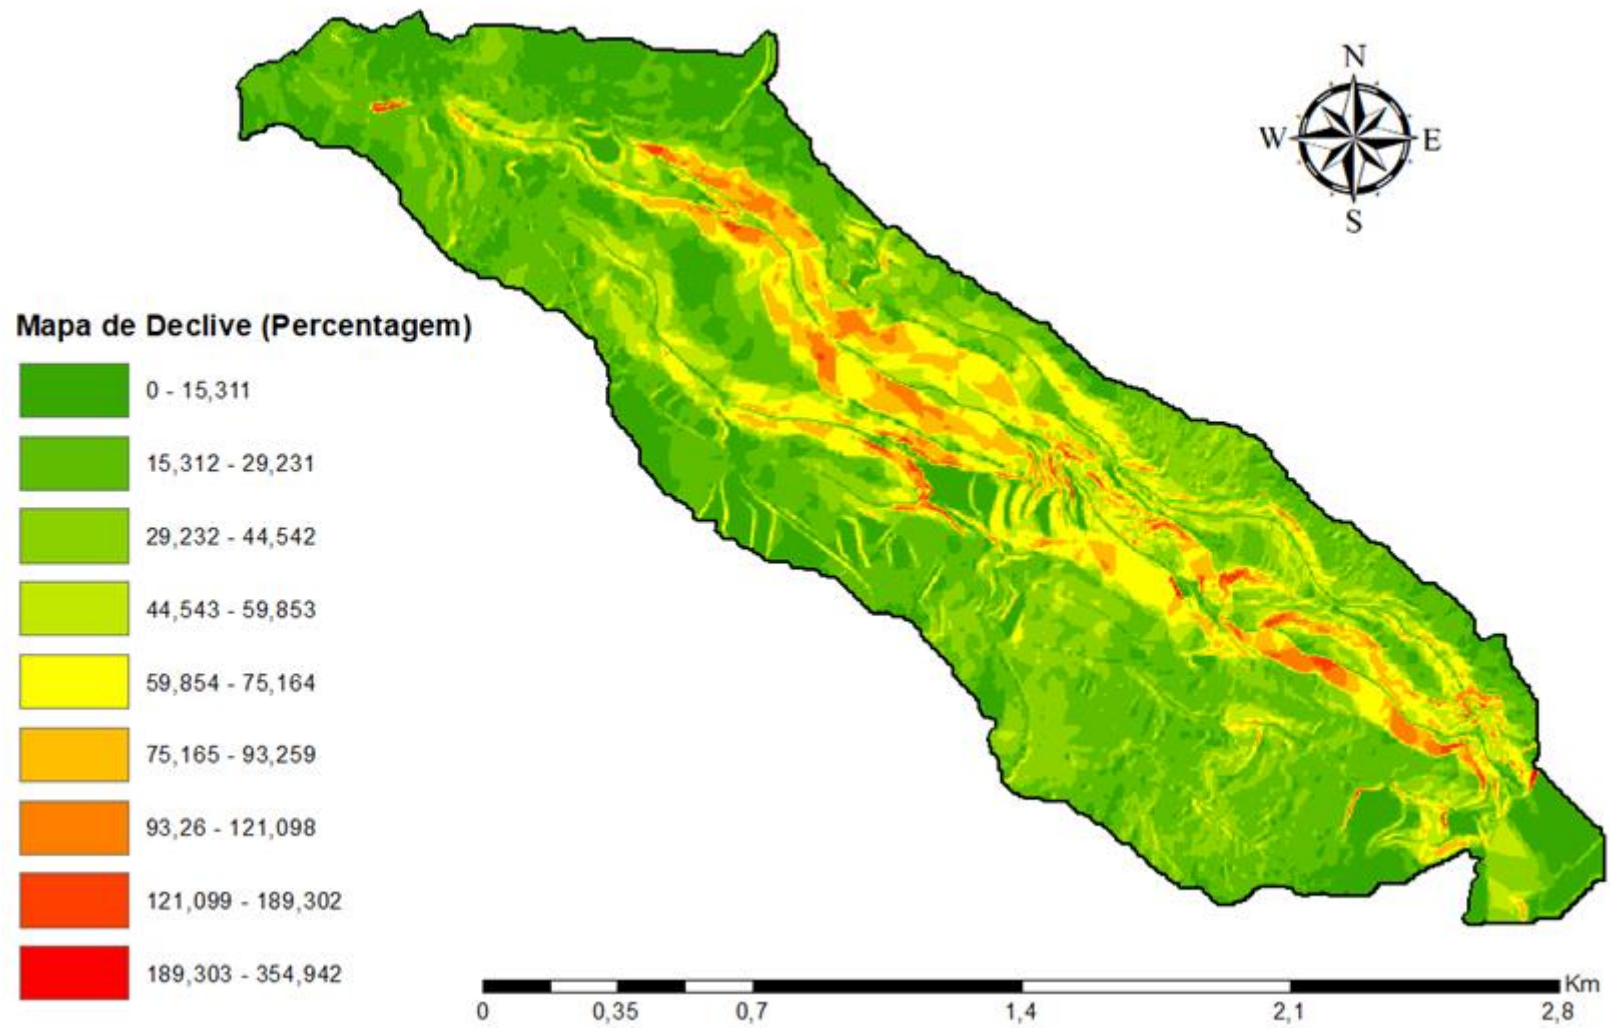 N
W E
S
Mapa de Declive (Percentagem)
0 - 15,311
15,312 - 29,231
29,232 - 44,542
44,543 - 59,853
59,854 - 75,164
75,165 - 93,259
93,26 - 121,098
121,099 - 189,302
189,303 - 354,942
Km
0 0,35 0,7 1,4 2,1 2,8